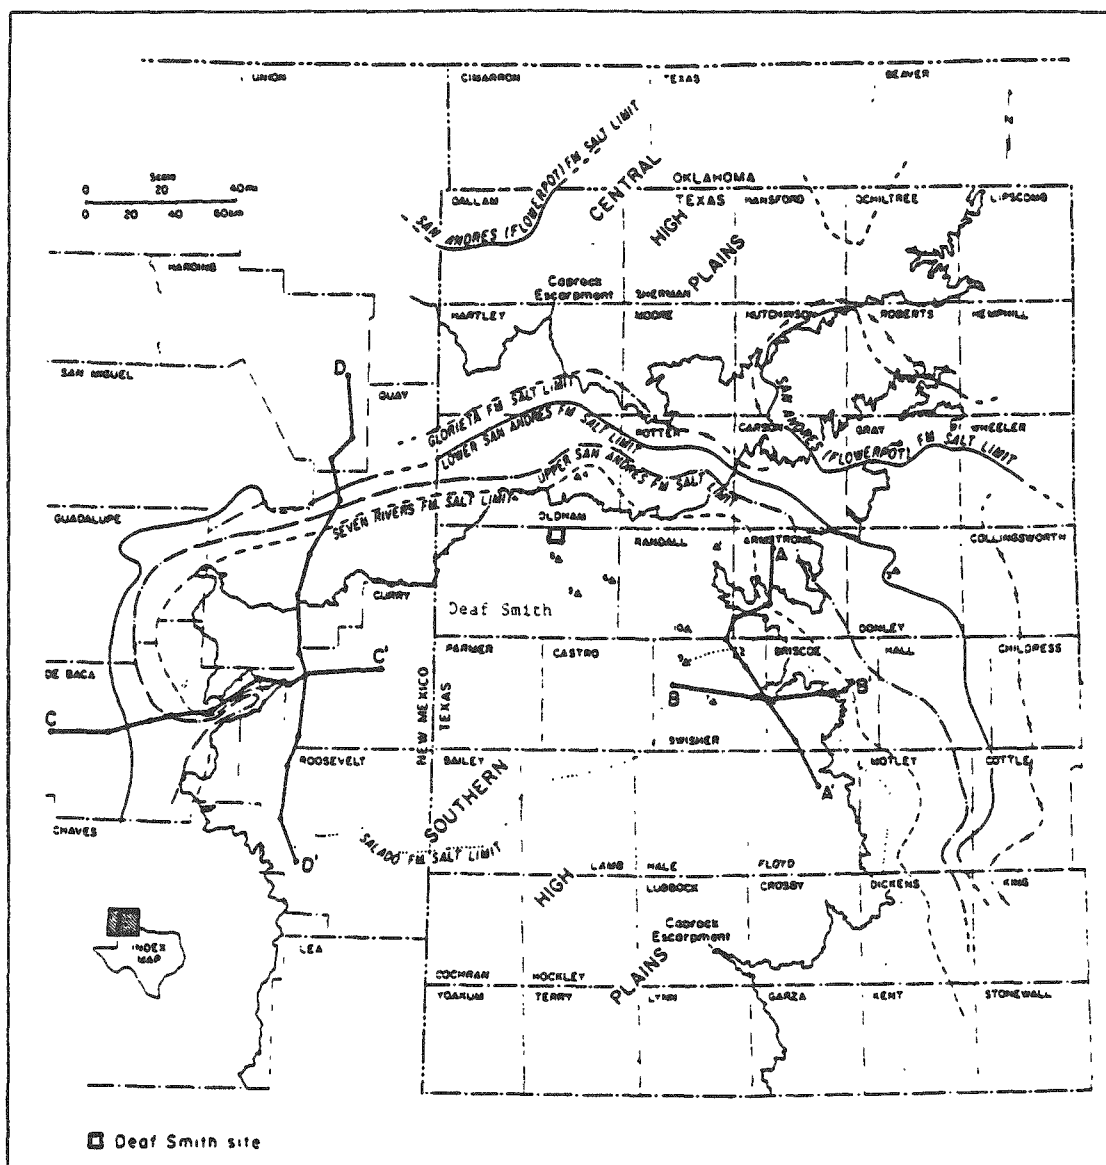 UNION
CIMARRON
TEXAS
BEAVER
N
Scale
0 20 40 mi
0 20 40 60 km
SAN ANDRES (FLOWERPOT) FM SALT LIMIT
CENTRAL
HIGH
PLAINS
OKLAHOMA
TEXAS
DALLAM
HANSFORD
OCHILTREE
LIPSCOMB
HARDING
Caprock
Escarpment
SHERMAN
HARTLEY
MOORE
HUTCHINSON
ROBERTS
HEMPHILL
SAN MIGUEL
D
QUAY
GLORIETA FM SALT LIMIT
LOWER SAN ANDRES FM SALT LIMIT
UPPER SAN ANDRES FM SALT LIMIT
SEVEN RIVERS FM SALT LIMIT
SAN ANDRES (FLOWERPOT) FM SALT LIMIT
POTTER
CARSON
GRAY
WHEELER
GUADALUPE
OLDHAM
RANDALL
ARMSTRONG
COLLINGSWORTH
A
CURRY
Deaf Smith
DONLEY
PARMER
CASTRO
BRISCOE
HALL
CHILDRESS
DE BACA
C'
C
B
B'
NEW MEXICO
TEXAS
SWISHER
ROOSEVELT
BAILEY
MOTLEY
COTTLE
A'
CHAVES
SOUTHERN
HIGH
PLAINS
SALADO FM SALT LIMIT
D'
LAMB
HALE
FLOYD
LUBBOCK
CROSBY
DICKENS
KING
INDEX
MAP
LEA
Caprock
Escarpment
COCHRAN
HOCKLEY
YOAKUM
TERRY
LYNN
GARZA
KENT
STONEWALL
Deaf Smith site